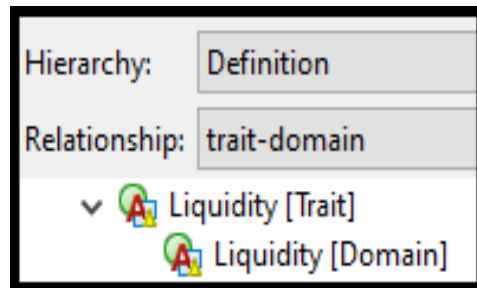 Hierarchy: Definition
Relationship: trait-domain
Liquidity [Trait]
Liquidity [Domain]